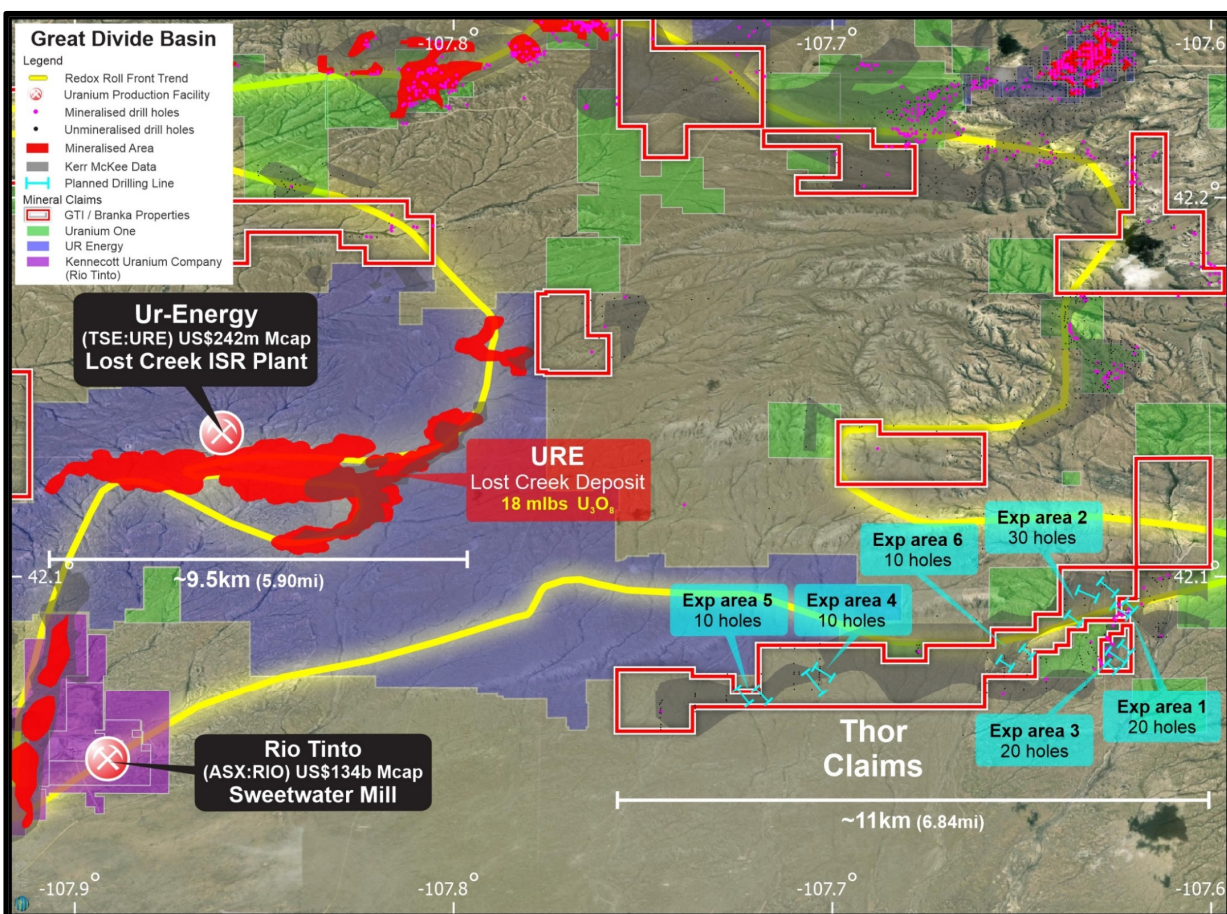 Great Divide Basin
Legend
Redox Roll Front Trend
Uranium Production Facility
Mineralised drill holes
Unmineralised drill holes
Mineralised Area
Kerr McKee Data
Planned Drilling Line
Mineral Claims
GTI / Branka Properties
Uranium One
UR Energy
Kennecott Uranium Company
(Rio Tinto)
-107.8°
-107.7°
-107.6
42.2°
Ur-Energy
(TSE:URE) US$242m Mcap
Lost Creek ISR Plant
URE
Lost Creek Deposit
18 mlbs U₃O₈
~9.5km (5.90mi)
42.1°
42.1°
Exp area 2
30 holes
Exp area 6
10 holes
Exp area 5
10 holes
Exp area 4
10 holes
Exp area 1
20 holes
Exp area 3
20 holes
Thor
Claims
~11km (6.84mi)
Rio Tinto
(ASX:RIO) US$134b Mcap
Sweetwater Mill
-107.9°
-107.8°
-107.7°
-107.6